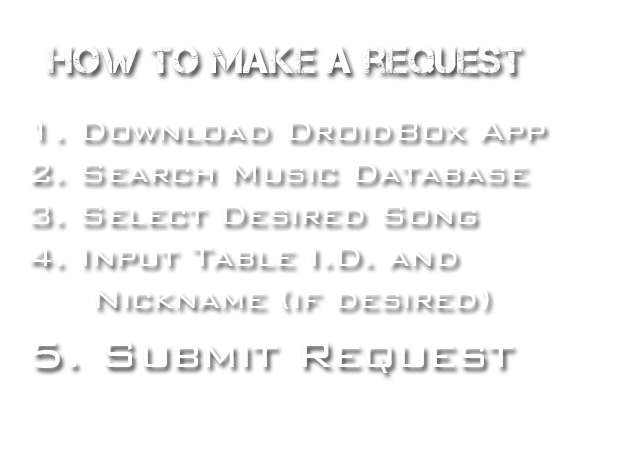 HOW TO MAKE A REQUEST
1. Download DroidBox App
2. Search Music Database
3. Select Desired Song
4. Input Table I.D. and
Nickname (if desired)
5. Submit Request